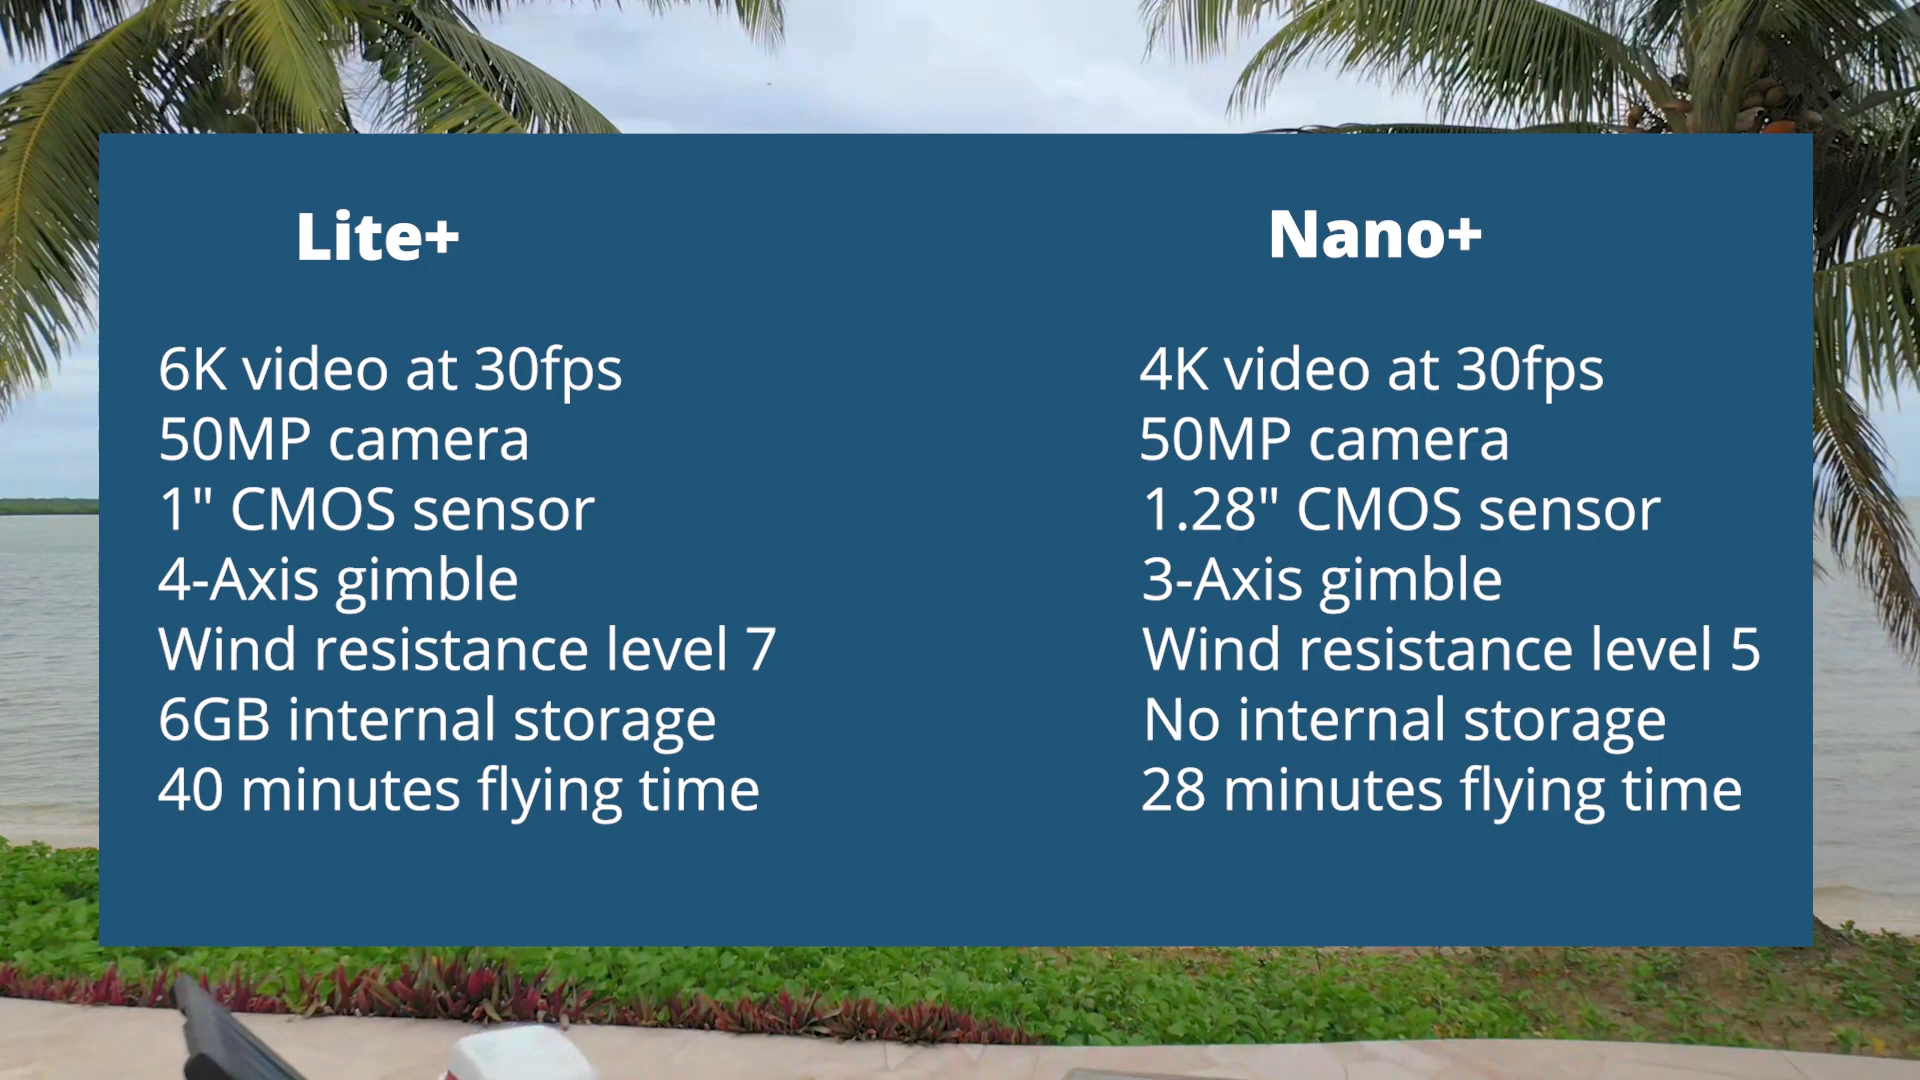 Lite+
6K video at 30fps
50MP camera
1" CMOS sensor
4-Axis gimble
Wind resistance level 7
6GB internal storage
40 minutes flying time
Nano+
4K video at 30fps
50MP camera
1.28" CMOS sensor
3-Axis gimble
Wind resistance level 5
No internal storage
28 minutes flying time